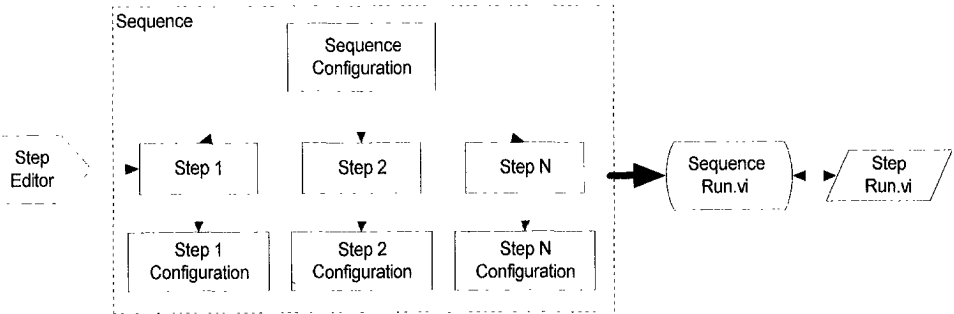 Sequence
Sequence
Configuration
Step
Editor
Step 1
Step 2
Step N
Sequence
Run.vi
Step
Run.vi
Step 1
Configuration
Step 2
Configuration
Step N
Configuration